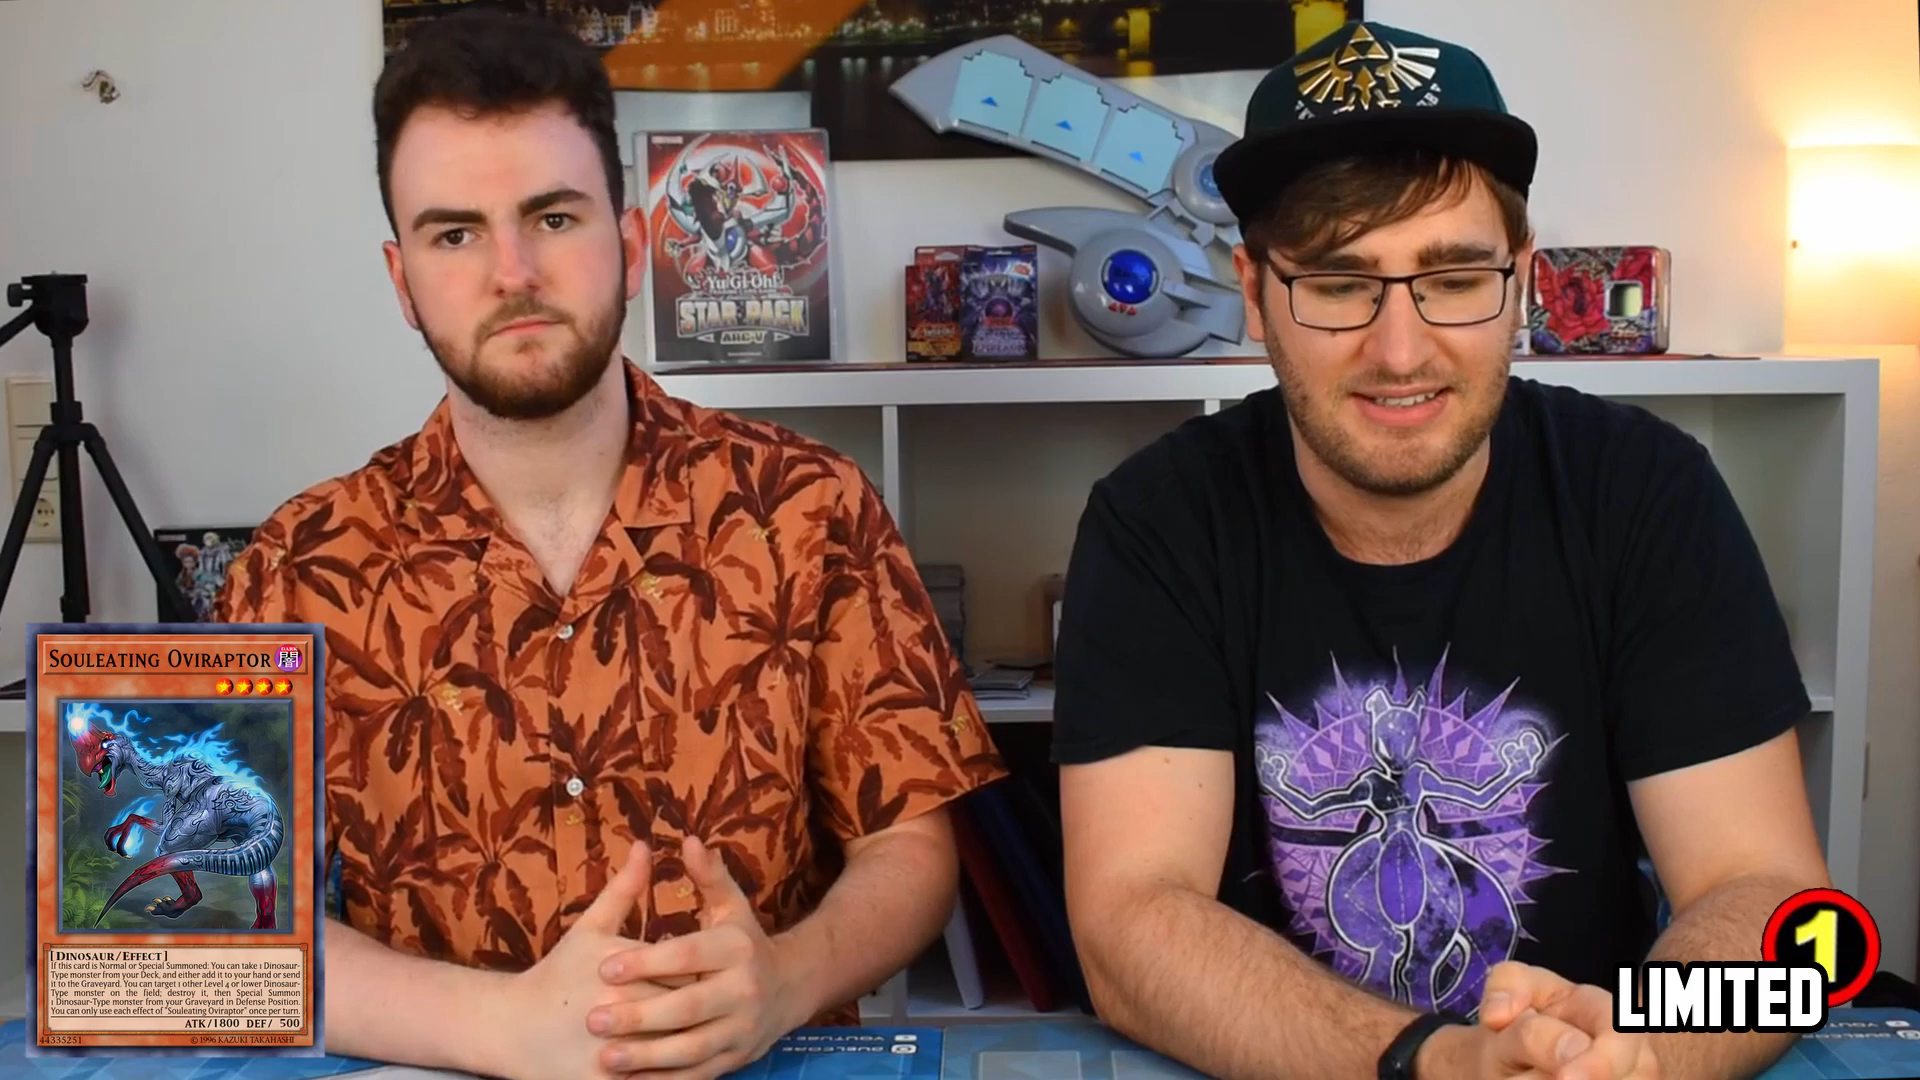 Yu-Gi-Oh!
STAR PACK
ARC-V
SOULEATING OVIRAPTOR
DARK
闇
[DINOSAUR/EFFECT]
If this card is Normal or Special Summoned: You can take 1 Dinosaur-
Type monster from your Deck, and either add it to your hand or send
it to the Graveyard. You can target 1 other Level 4 or lower Dinosaur-
Type monster on the field; destroy it, then Special Summon
1 Dinosaur-Type monster from your Graveyard in Defense Position.
You can only use each effect of "Souleating Oviraptor" once per turn.
ATK/1800 DEF/ 500
44335251
©1996 KAZUKI TAKAHASHI
1
LIMITED